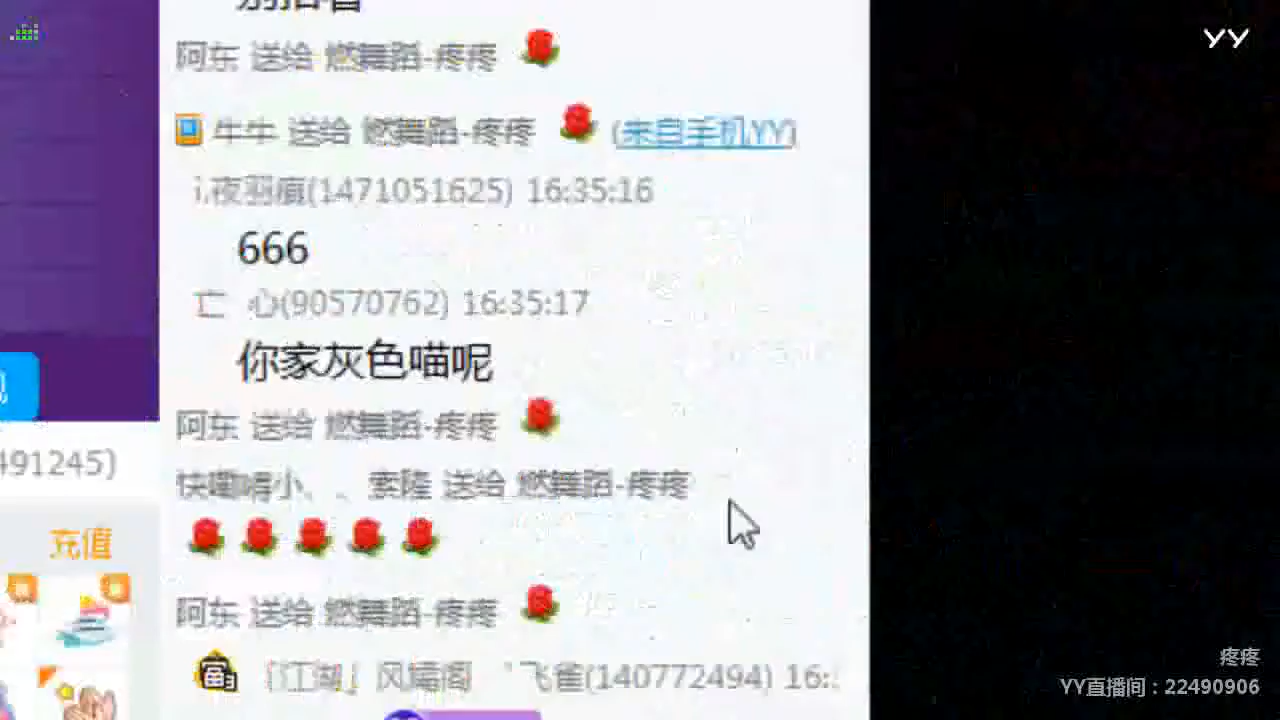 阿东 送给 燃舞蹈-疼疼
YY
牛牛 送给 燃舞蹈-疼疼 (来自手机YY)
夜羽痕(1471051625) 16:35:16
666
亡 心(90570762) 16:35:17
你家灰色喵呢
阿东 送给 燃舞蹈-疼疼
491245)
小、、索隆 送给 燃舞蹈-疼疼
充值
阿东 送给 燃舞蹈-疼疼
富3 「江湖」风 阁 飞雀(140772494) 16:
疼疼
YY直播间：22490906